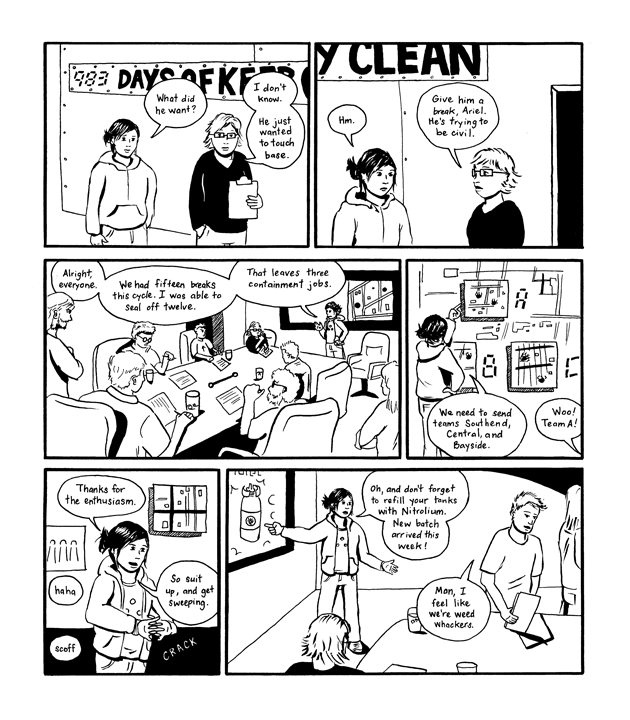 983 DAYS OF KEEP
What did
he want?
I don't
know.
He just
wanted
to touch
base.
Y CLEAN
Hm.
Give him a
break, Ariel.
He's trying to
be civil.
Alright,
everyone.
We had fifteen breaks
this cycle. I was able to
seal off twelve.
That leaves three
containment jobs.
A
B
C
We need to send
teams Southend,
Central, and
Bayside.
Woo!
Team A!
Thanks for
the enthusiasm.
haha
scoff
So suit
up, and get
sweeping.
CRACK
Oh, and don't forget
to refill your tanks
with Nitrolium.
New batch
arrived this
week!
Man, I
feel like
we're weed
whackers.